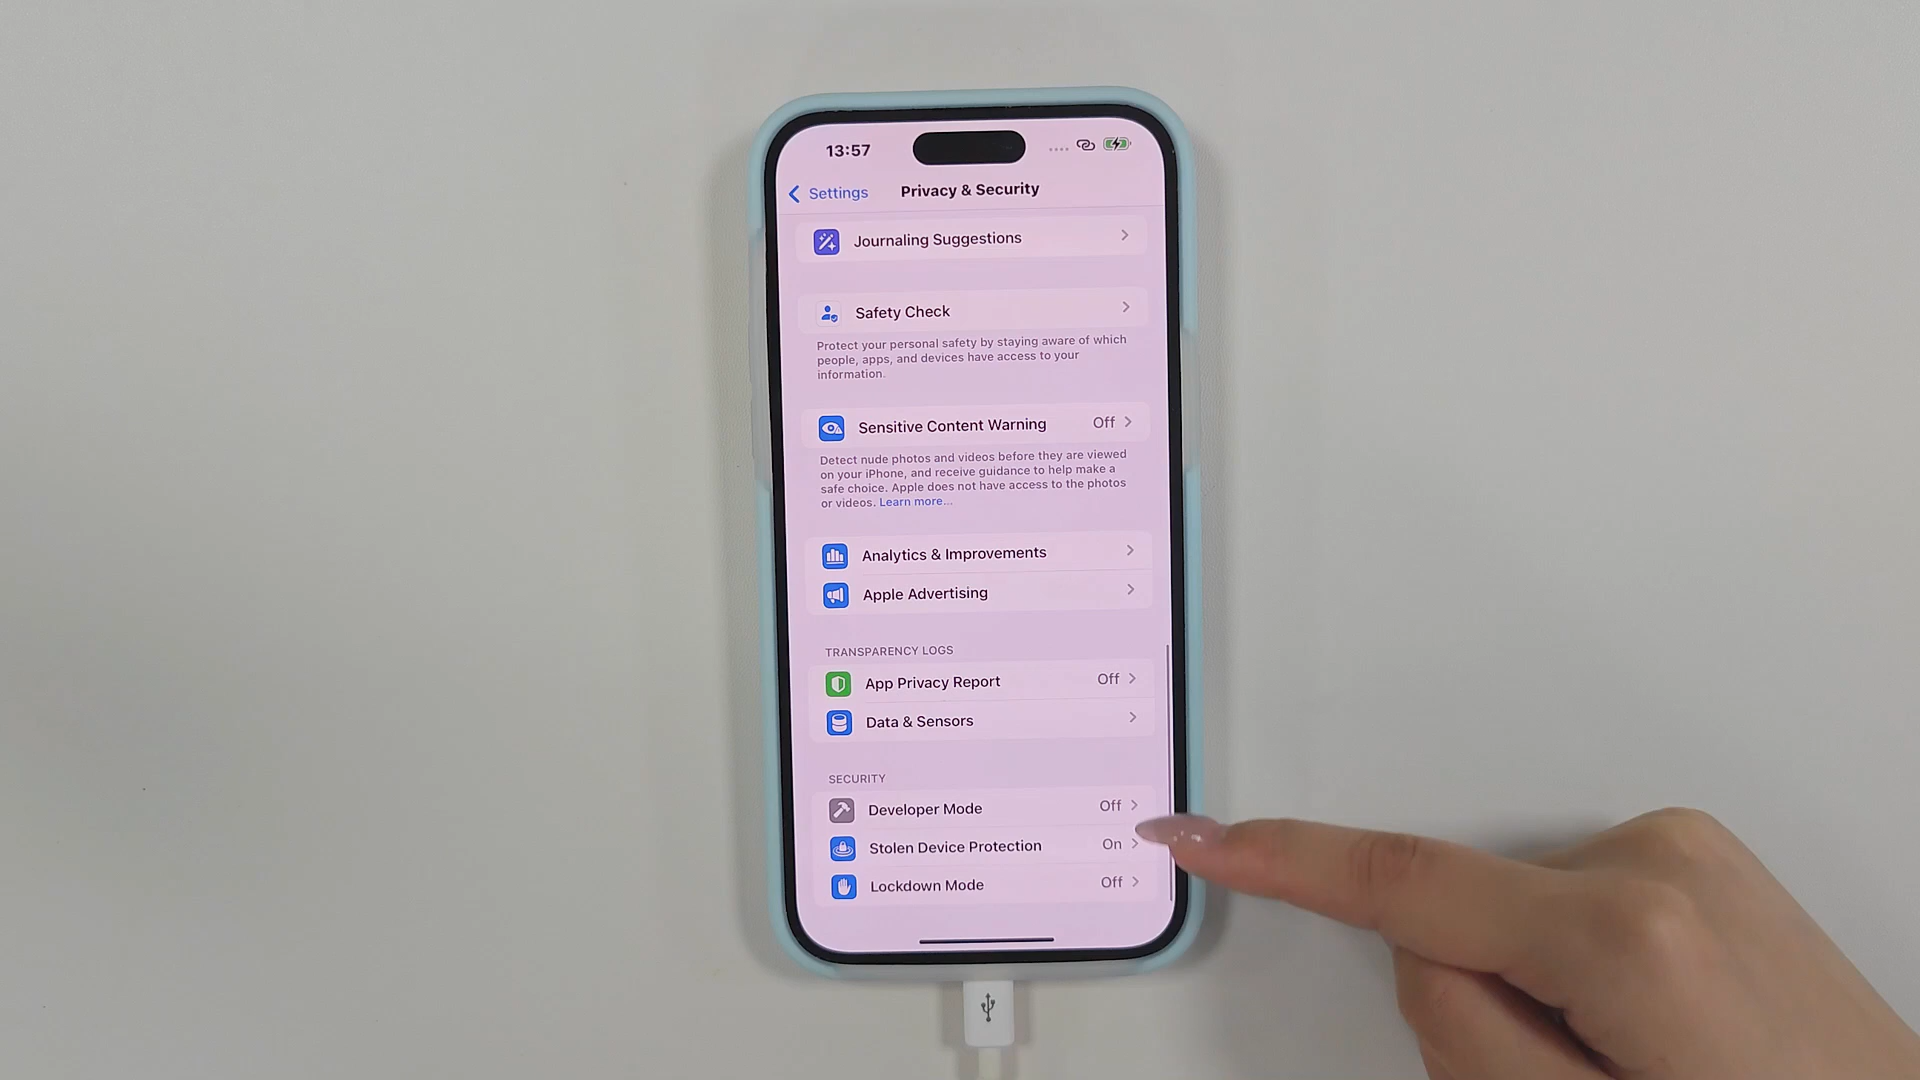 13:57
Settings
Privacy & Security
Journaling Suggestions
Safety Check
Protect your personal safety by staying aware of which
people, apps, and devices have access to your
information.
Sensitive Content Warning Off
Detect nude photos and videos before they are viewed
on your iPhone, and receive guidance to help make a
safe choice. Apple does not have access to the photos
or videos. Learn more...
Analytics & Improvements
Apple Advertising
TRANSPARENCY LOGS
App Privacy Report Off
Data & Sensors
SECURITY
Developer Mode Off
Stolen Device Protection On
Lockdown Mode Off